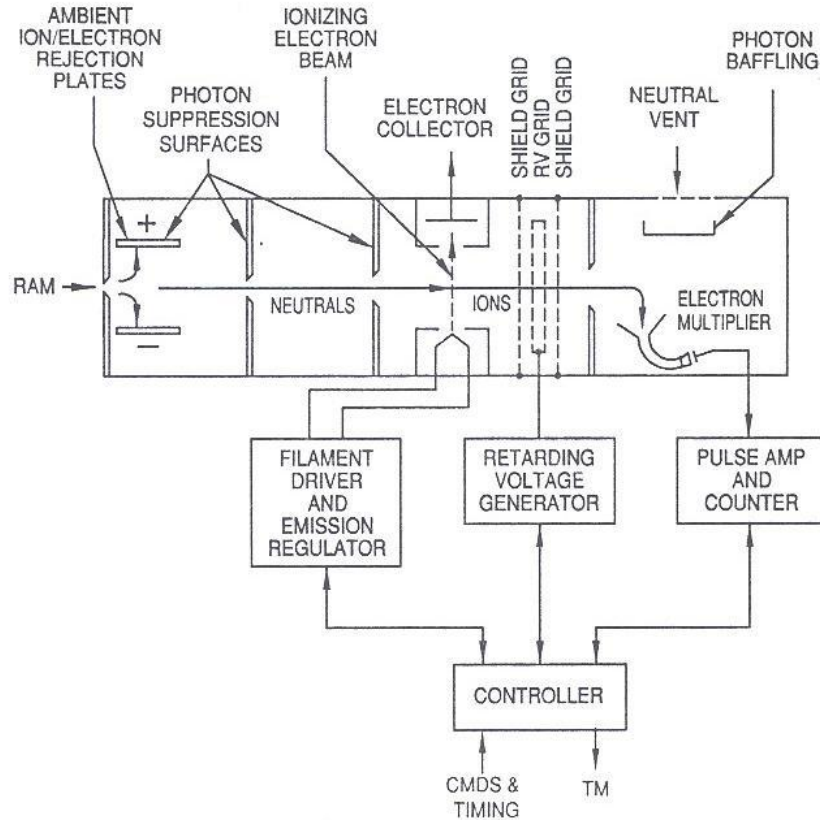 AMBIENT
ION/ELECTRON
REJECTION
PLATES
PHOTON
SUPPRESSION
SURFACES
IONIZING
ELECTRON
BEAM
ELECTRON
COLLECTOR
SHIELD GRID
RV GRID
SHIELD GRID
NEUTRAL
VENT
PHOTON
BAFFLING
+
−
RAM
NEUTRALS
IONS
ELECTRON
MULTIPLIER
FILAMENT
DRIVER
AND
EMISSION
REGULATOR
RETARDING
VOLTAGE
GENERATOR
PULSE AMP
AND
COUNTER
CONTROLLER
CMDS &
TIMING
TM